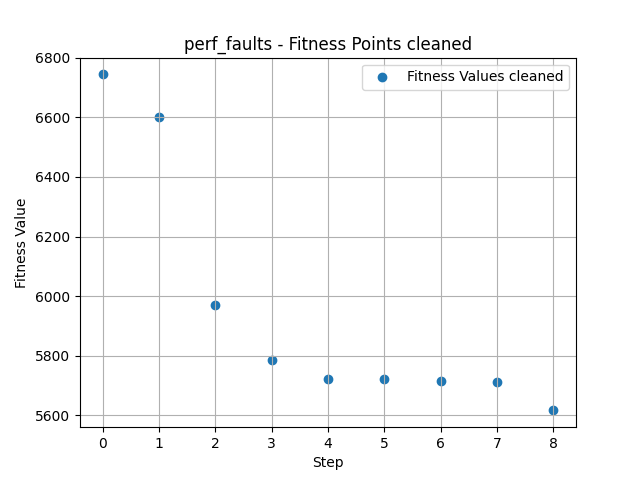 perf_faults - Fitness Points cleaned
Fitness Values cleaned
Fitness Value
6800
6600
6400
6200
6000
5800
5600
0 1 2 3 4 5 6 7 8
Step